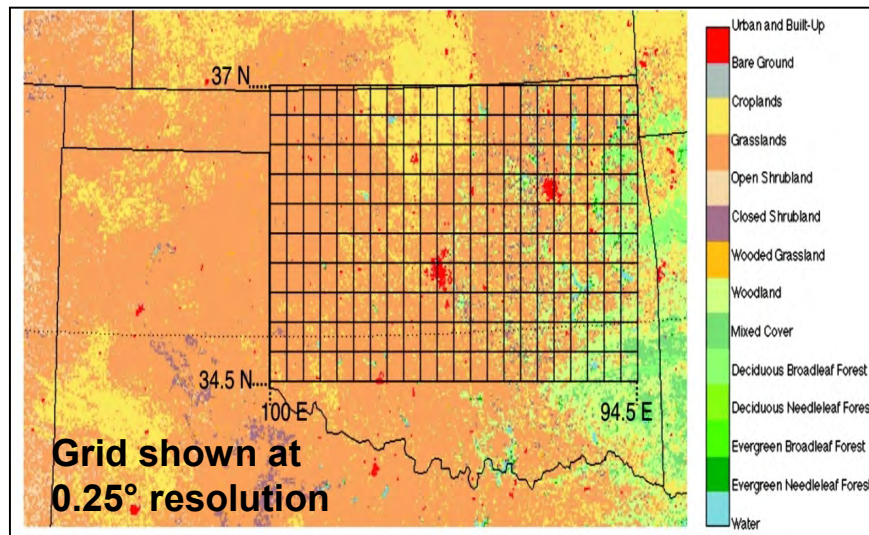 37 N
34.5 N
100 E
94.5 E
Grid shown at
0.25° resolution
Urban and Built-Up
Bare Ground
Croplands
Grasslands
Open Shrubland
Closed Shrubland
Wooded Grassland
Woodland
Mixed Cover
Deciduous Broadleaf Forest
Deciduous Needleleaf Fores
Evergreen Broadleaf Forest
Evergreen Needleleaf Forest
Water